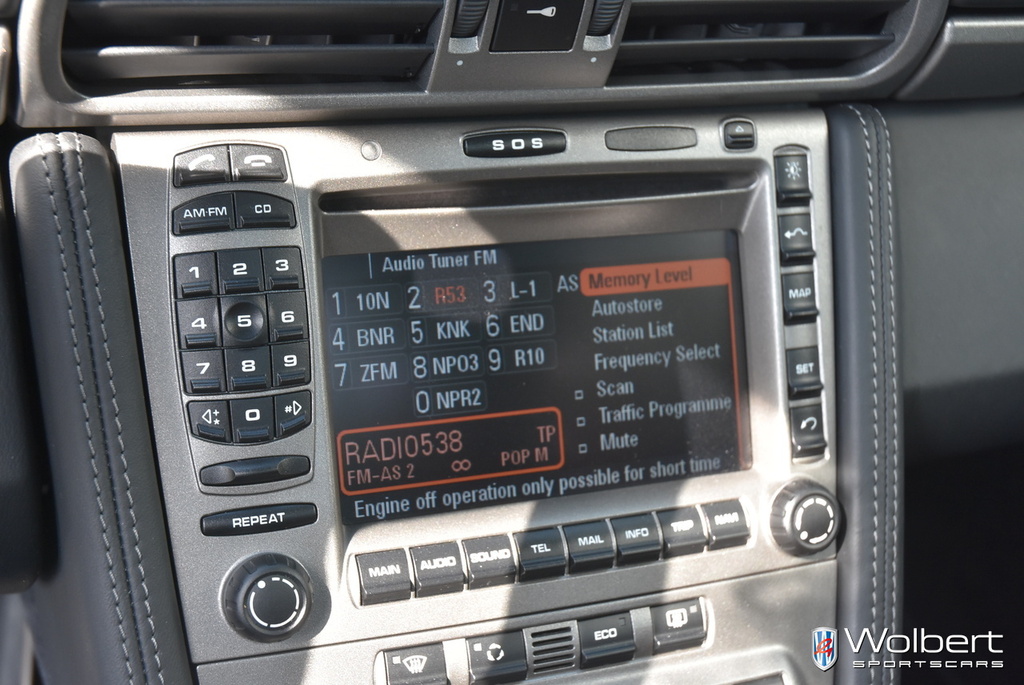 SOS
AM·FM CD
1 2 3
4 5 6
7 8 9
* 0 #
REPEAT
Audio Tuner FM
1 10N 2 R53 3 L-1 AS
4 BNR 5 KNK 6 END
7 ZFM 8 NPO3 9 R10
0 NPR2
RADIO538 TP
FM-AS 2 ∞ POP M
Memory Level
Autostore
Station List
Frequency Select
Scan
Traffic Programme
Mute
Engine off operation only possible for short time
MAP
SET
MAIN AUDIO SOUND TEL MAIL INFO TRIP NAVI
ECO
Wolbert
SPORTSCARS